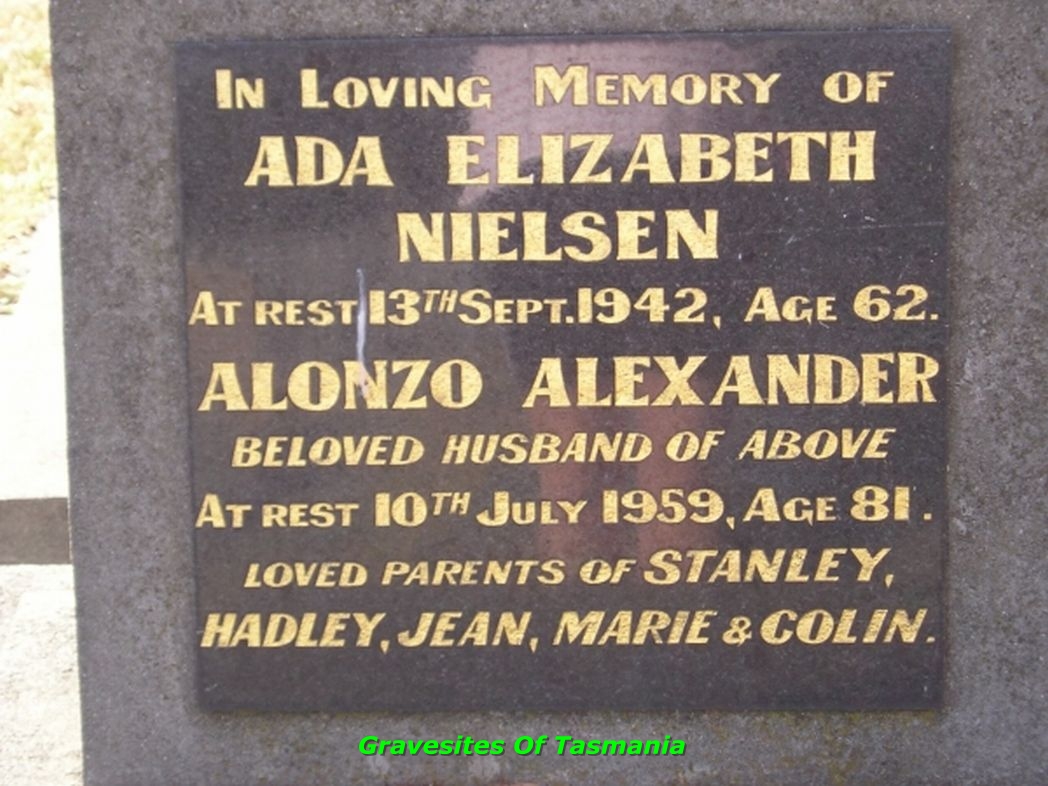 IN LOVING MEMORY OF
ADA ELIZABETH
NIELSEN
AT REST 13TH SEPT. 1942, AGE 62.
ALONZO ALEXANDER
BELOVED HUSBAND OF ABOVE
AT REST 10TH JULY 1959, AGE 81.
LOVED PARENTS OF STANLEY,
HADLEY, JEAN, MARIE & COLIN.
Gravesites Of Tasmania